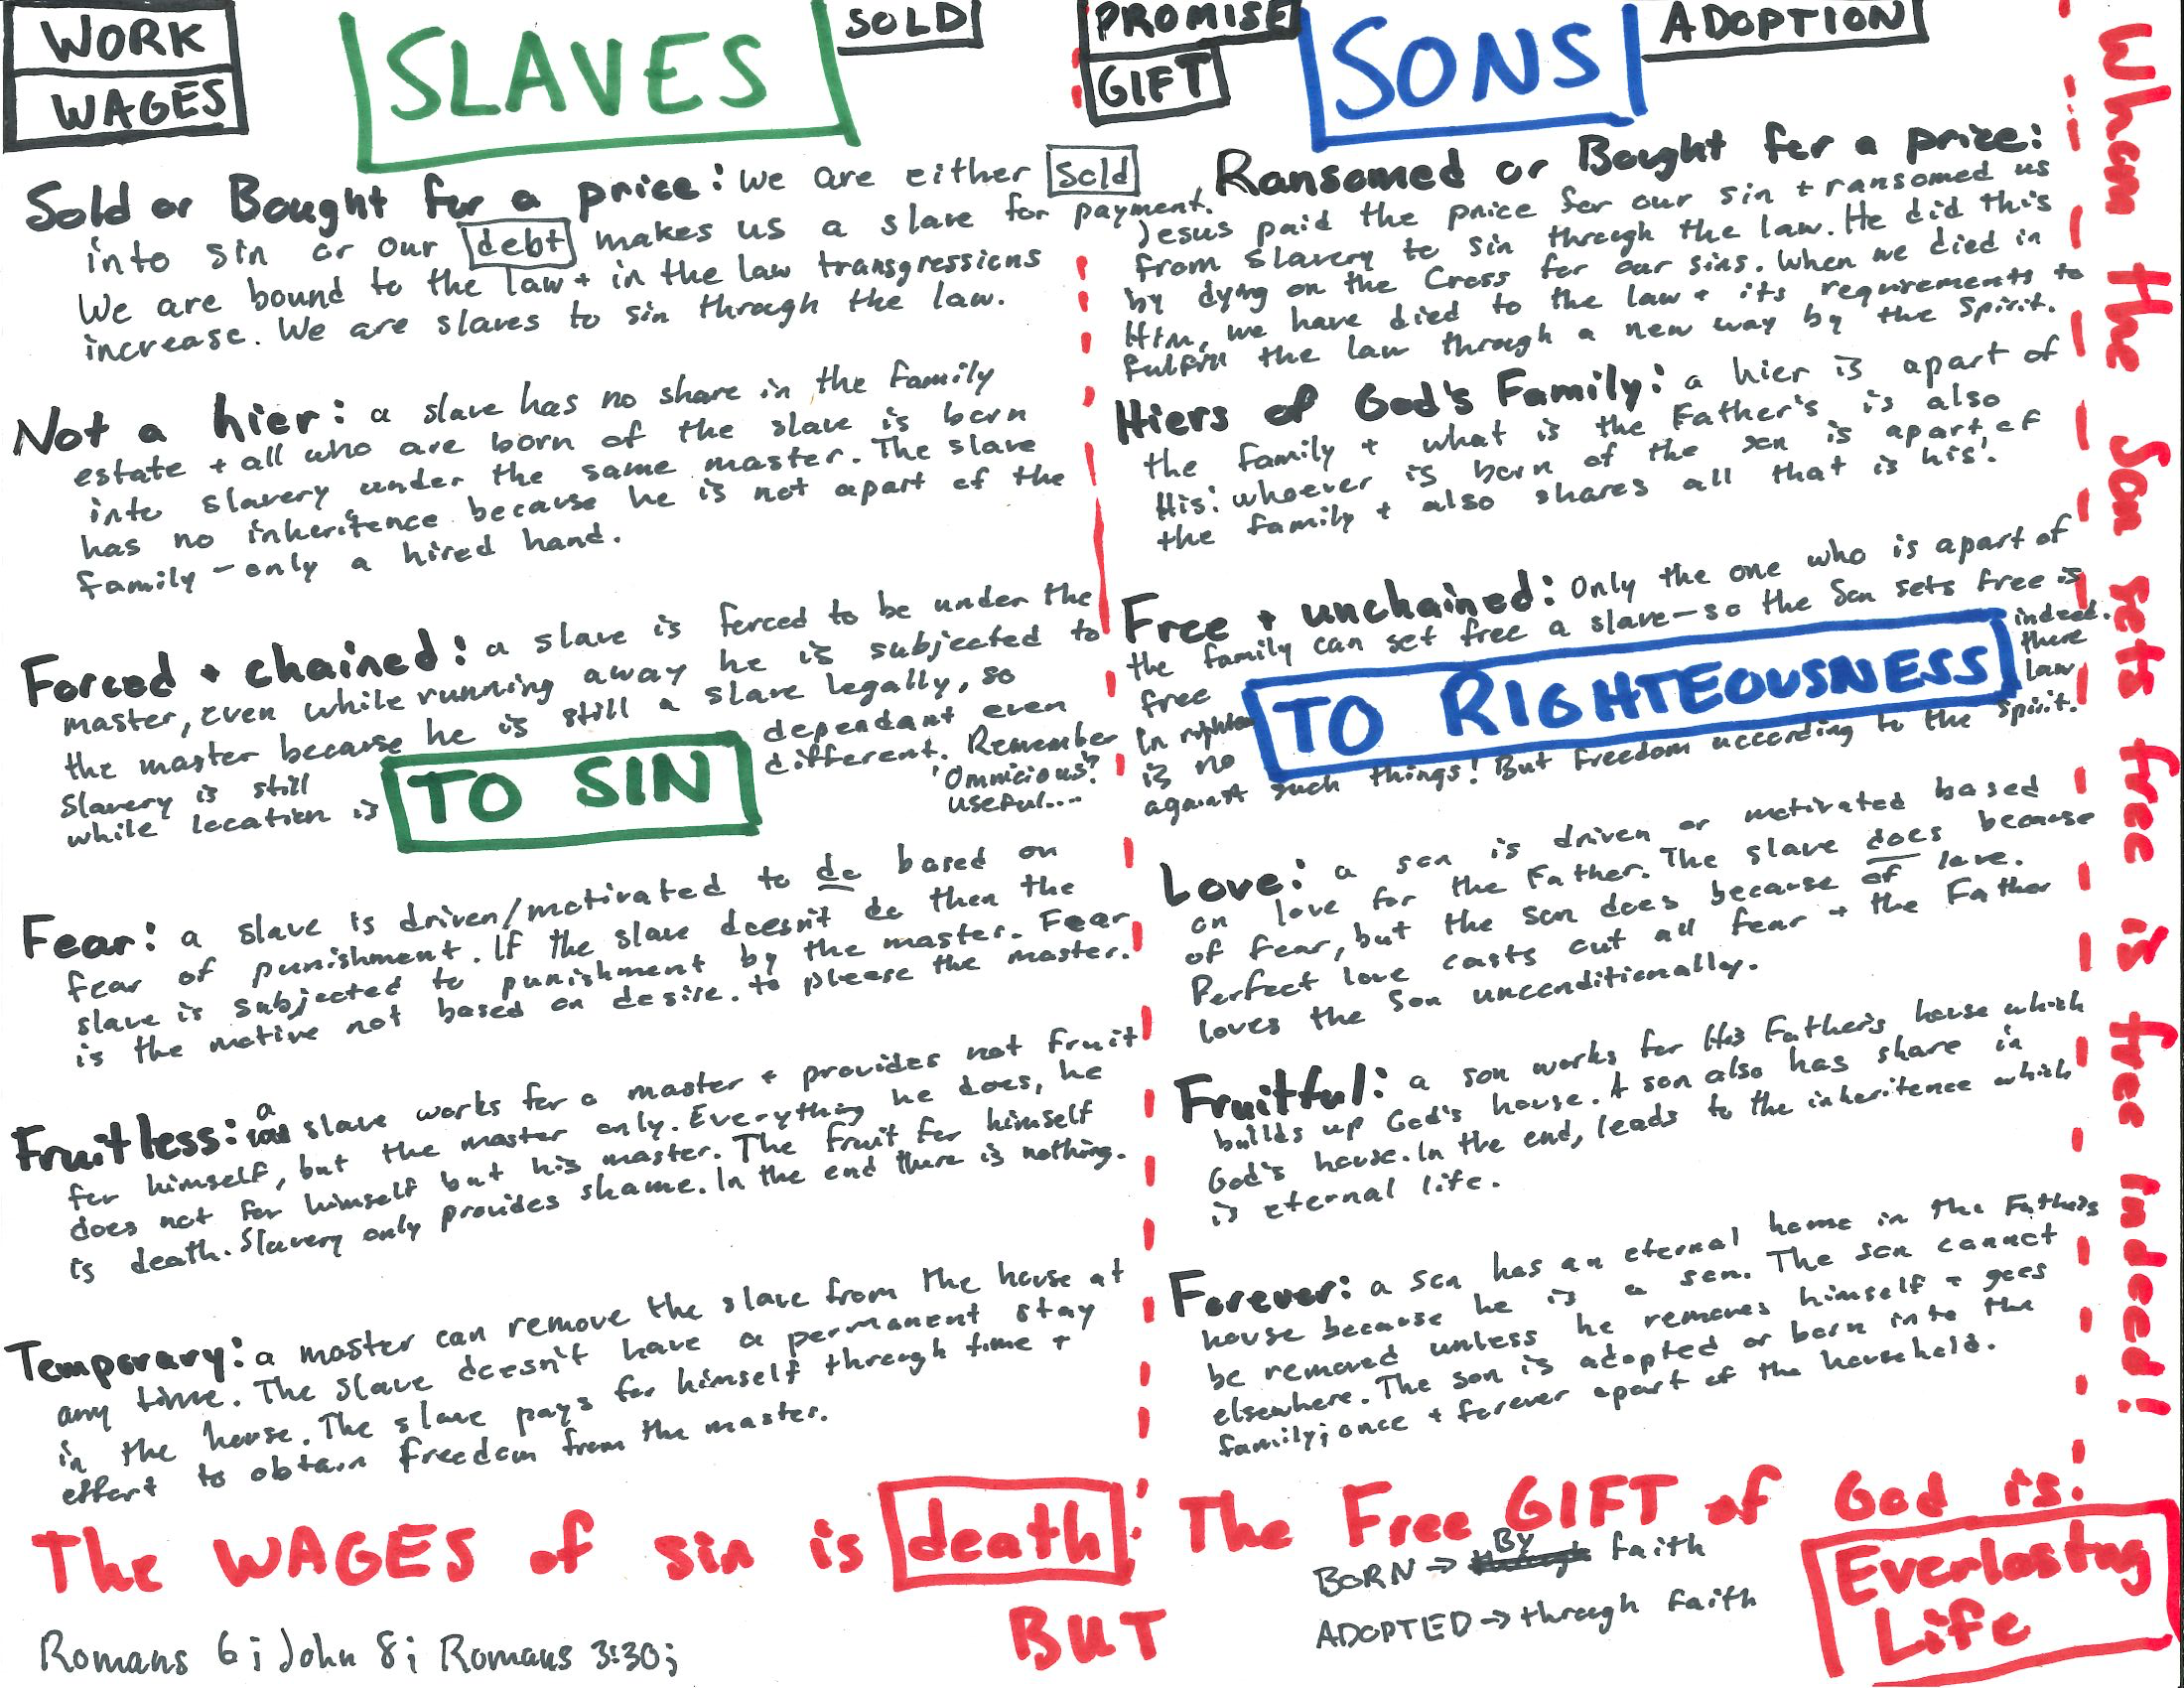 WORK
WAGES
SLAVES
SOLD
Sold or Bought for a price: we are either sold
into sin or our debt makes us a slave for payment.
We are bound to the law + in the law transgressions
increase. We are slaves to sin through the law.
Not a hier: a slave has no share in the family
estate + all who are born of the slave is born
into slavery under the same master. The slave
has no inheritence because he is not apart of the
family - only a hired hand.
Forced + chained: a slave is forced to be under the
master, even while running away he is subjected to
the master because he is still a slave legally, so
Slavery is still dependant even
while location is different. Remember
'Omnicious?
useful....
TO SIN
Fear: a slave is driven/motivated to do based on
fear of punishment. If the slave doesn't do then the
slave is subjected to punishment by the master. Fear
is the motive not based on desire. to please the master.
Fruitless: a slave works for a master + provides not fruit
for himself, but the master only. Everything he does, he
does not for himself but his master. The fruit for himself
is death. Slavery only provides shame. In the end there is nothing.
Temporary: a master can remove the slave from the house at
any time. The slave doesn't have a permanent stay
in the house. The slave pays for himself through time +
effort to obtain freedom from the master.
PROMISE
GIFT
SONS
ADOPTION
Ransomed or Bought for a price:
Jesus paid the price for our sin + ransomed us
from slavery to sin through the law. He did this
by dying on the Cross for our sins. When we died in
Him, we have died to the law + its requirements to
fulfill the law through a new way by the Spirit.
Hiers of God's Family: a hier is apart of
the family + what is the Father's is also
His: whoever is born of the son is apart of
the family + also shares all that is his!
Free + unchained: Only the one who is apart of
the family can set free a slave-so the Son sets free is
free indeed.
In righteo there
is no law
against such things! But freedom according to the Spirit.
TO RIGHTEOUSNESS
Love: a son is driven or motivated based
on love for the Father. The slave does because
of fear, but the son does because of love.
Perfect love casts out all fear + the Father
loves the Son unconditionally.
Fruitful: a son works for His Father's house which
builds up God's house. A son also has share in
God's house. In the end, leads to the inheritence which
is eternal life.
Forever: a son has an eternal home in the Father's
house because he is a son. The son cannot
be removed unless he removes himself + goes
elsewhere. The son is adopted or born into the
family; once + forever apart of the household.
When the Son sets free is free indeed!
The WAGES of sin is death: The Free GIFT of God is:
BUT
Everlasting
Life
BORN → BY faith
ADOPTED → through faith
Romans 6; John 8; Romans 3:30;